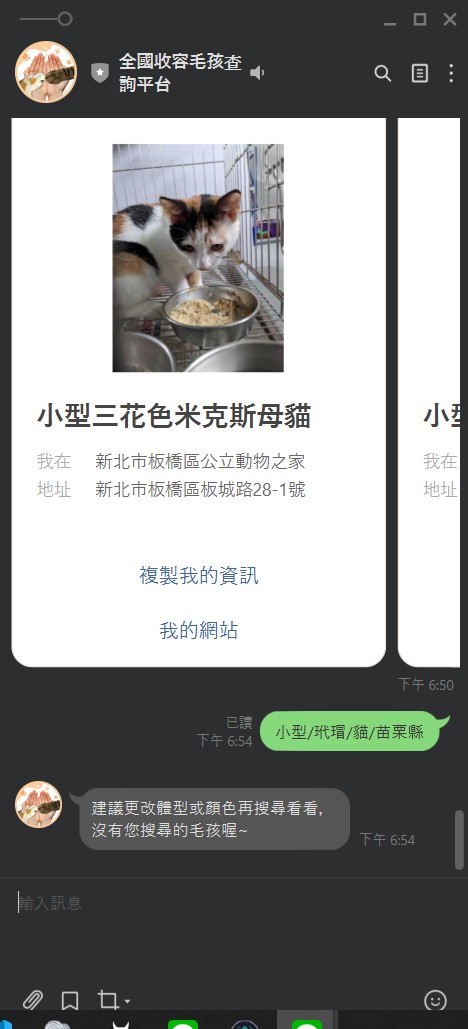 全國收容毛孩查
詢平台
小型三花色米克斯母貓
我在 新北市板橋區公立動物之家
地址 新北市板橋區板城路28-1號
複製我的資訊
我的網站
我在
地址
下午 6:50
已讀
下午 6:54
小型/玳瑁/貓/苗栗縣
建議更改體型或顏色再搜尋看看,
沒有您搜尋的毛孩喔~
下午 6:54
輸入訊息